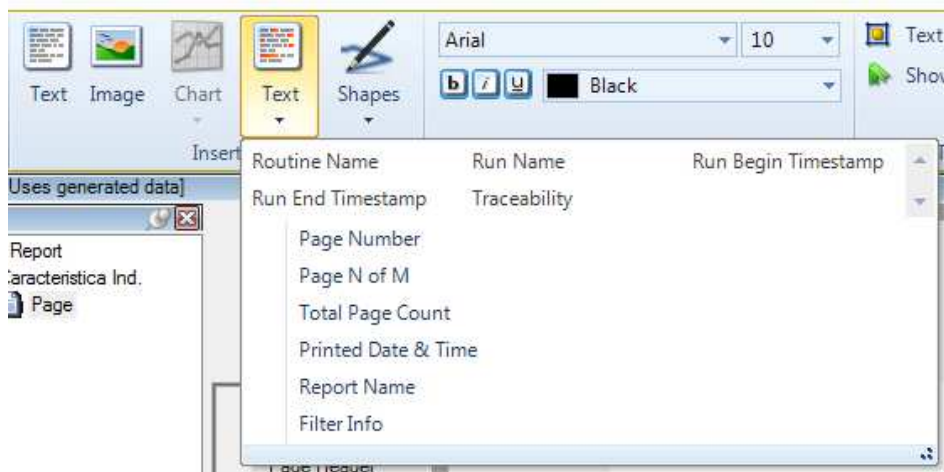 Arial 10
Text Image Chart Text Shapes
b i u Black
Text
Show
Insert
Routine Name Run Name Run Begin Timestamp
Run End Timestamp Traceability
Page Number
Page N of M
Total Page Count
Printed Date & Time
Report Name
Filter Info
Uses generated data]
Report
Caracteristica Ind.
Page
Page Header